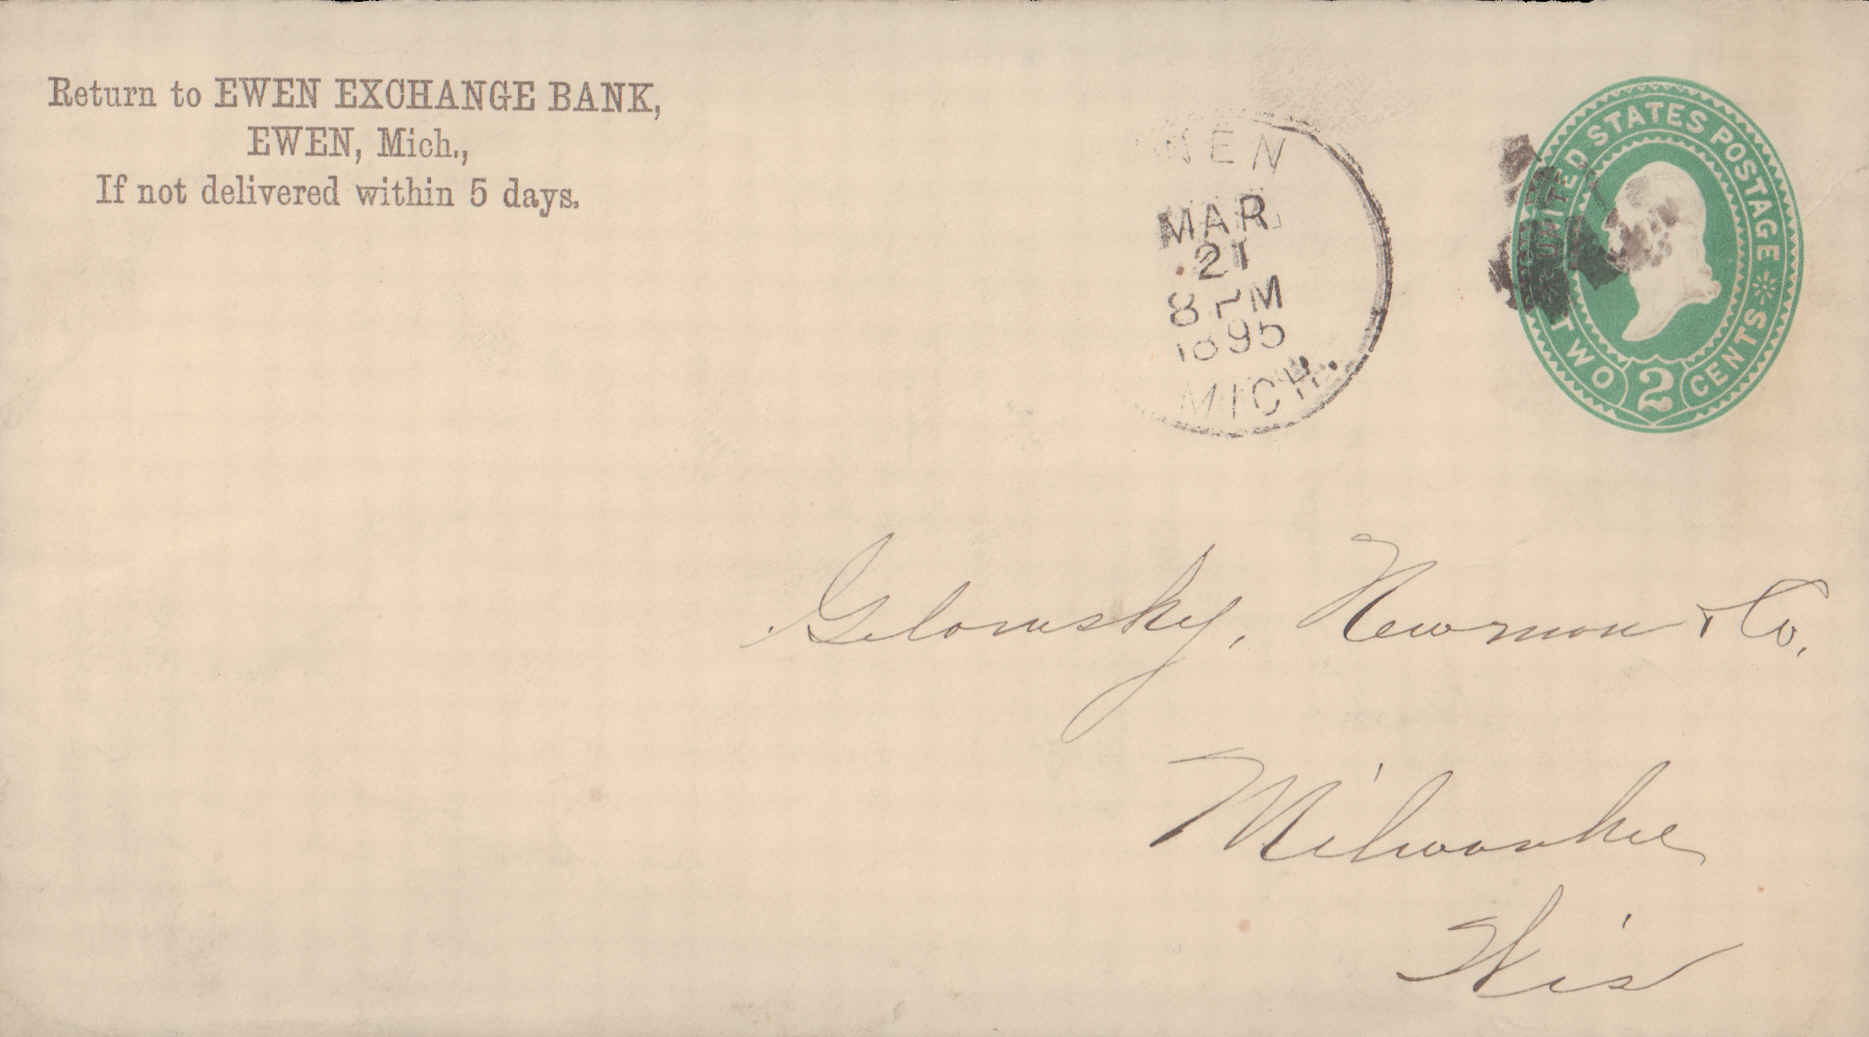 Return to EWEN EXCHANGE BANK,
EWEN, Mich.,
If not delivered within 5 days.
WEN
MAR
21
8 PM
1895
MICH.
UNITED STATES POSTAGE
TWO 2 CENTS
Newman & Co.
Milwaukee
Wis